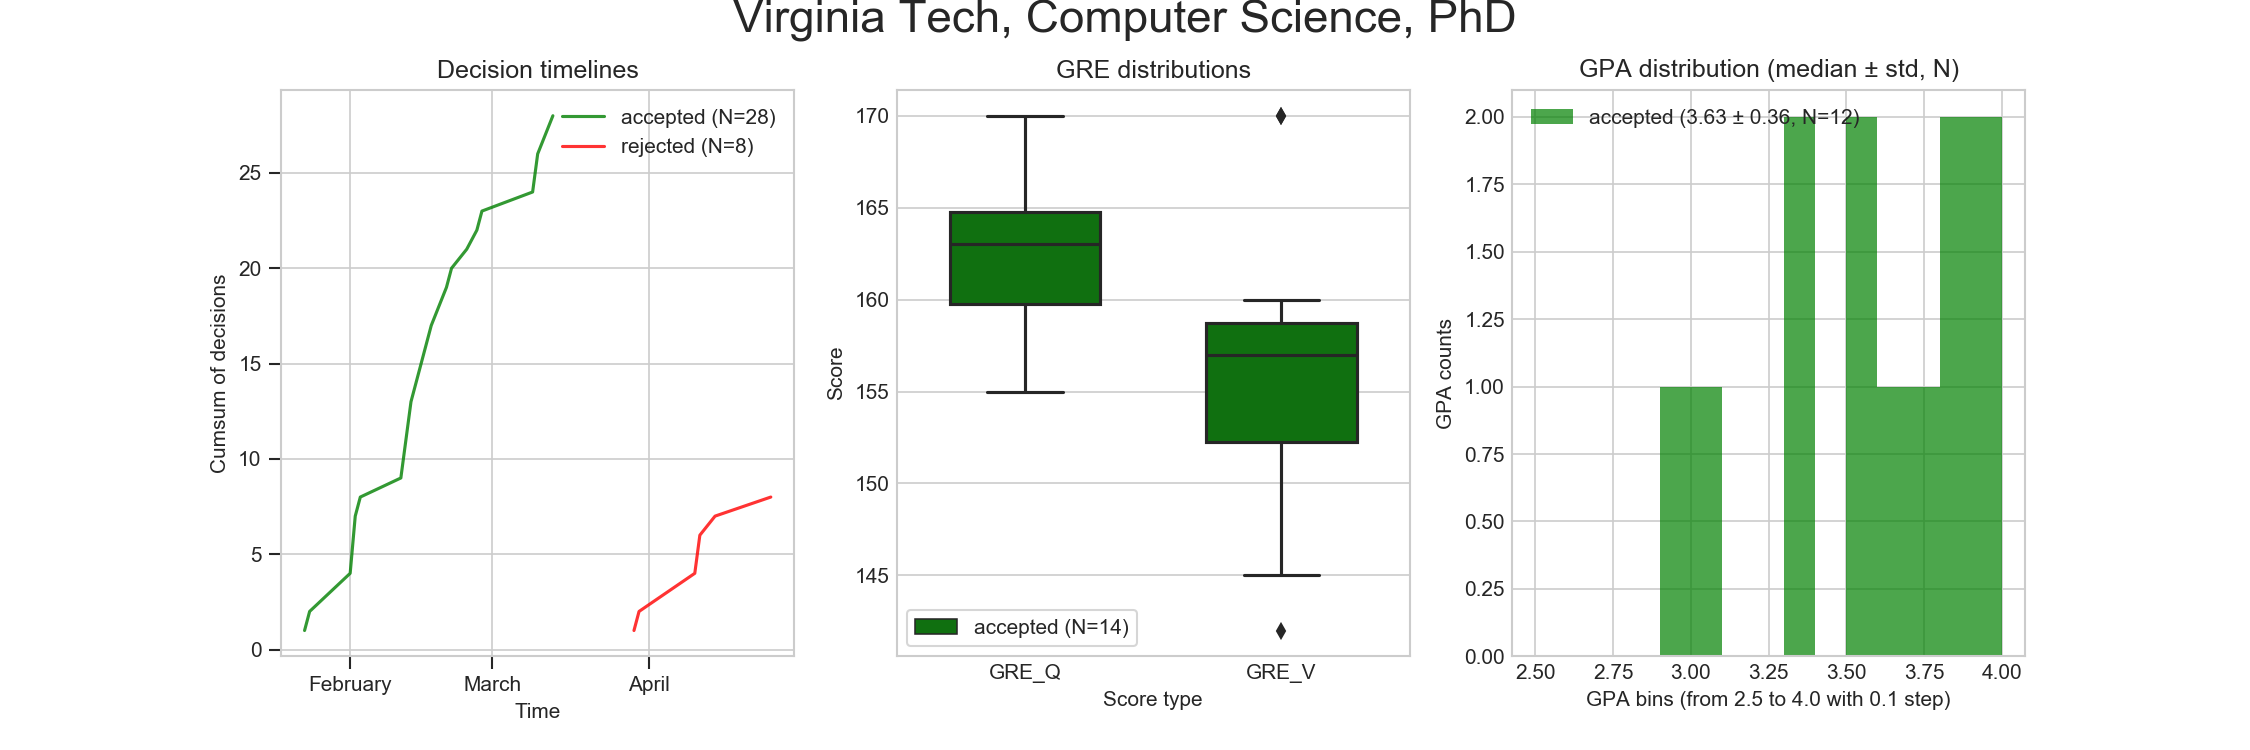 Virginia Tech, Computer Science, PhD
Decision timelines
accepted (N=28)
rejected (N=8)
25
20
15
10
5
0
Cumsum of decisions
February March April
Time
GRE distributions
170
165
160
155
150
145
Score
accepted (N=14)
GRE_Q GRE_V
Score type
GPA distribution (median ± std, N)
accepted (3.63 ± 0.36, N=12)
2.00
1.75
1.50
1.25
1.00
0.75
0.50
0.25
0.00
GPA counts
2.50 2.75 3.00 3.25 3.50 3.75 4.00
GPA bins (from 2.5 to 4.0 with 0.1 step)